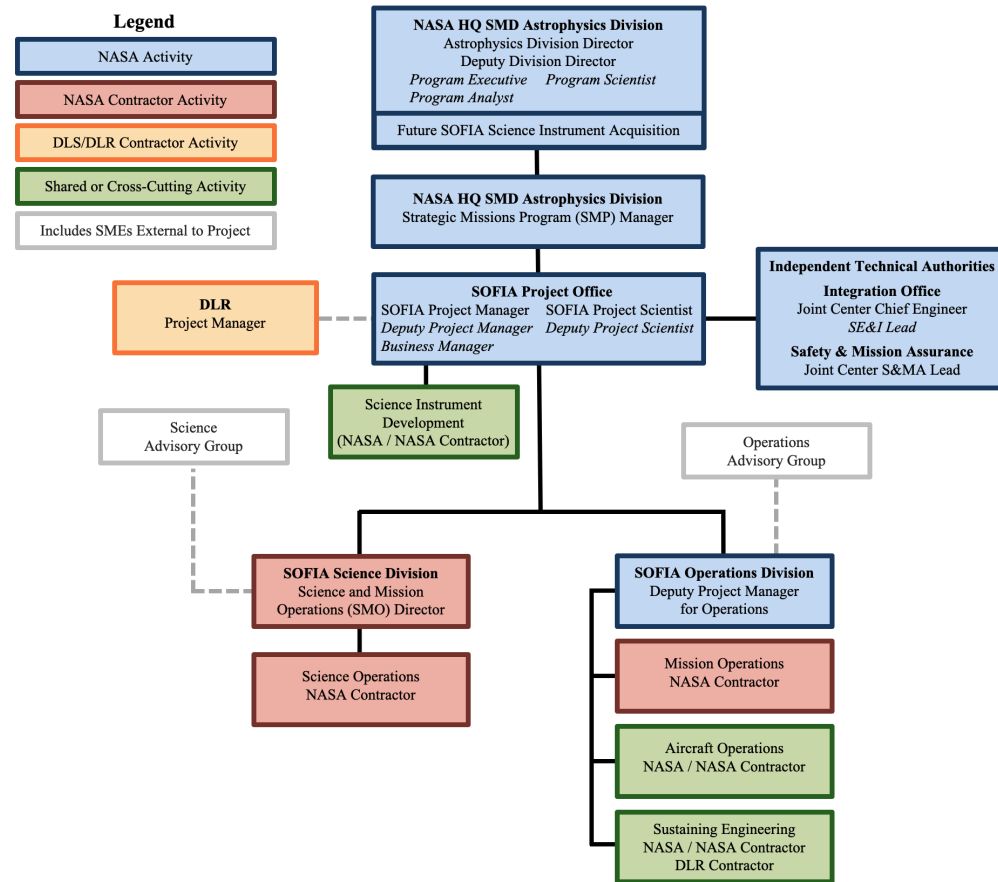 Legend
NASA Activity
NASA Contractor Activity
DLS/DLR Contractor Activity
Shared or Cross-Cutting Activity
Includes SMEs External to Project
NASA HQ SMD Astrophysics Division
Astrophysics Division Director
Deputy Division Director
Program Executive Program Scientist
Program Analyst
Future SOFIA Science Instrument Acquisition
NASA HQ SMD Astrophysics Division
Strategic Missions Program (SMP) Manager
SOFIA Project Office
SOFIA Project Manager SOFIA Project Scientist
Deputy Project Manager Deputy Project Scientist
Business Manager
DLR
Project Manager
Independent Technical Authorities
Integration Office
Joint Center Chief Engineer
SE&I Lead
Safety & Mission Assurance
Joint Center S&MA Lead
Science Instrument
Development
(NASA / NASA Contractor)
Science
Advisory Group
Operations
Advisory Group
SOFIA Science Division
Science and Mission
Operations (SMO) Director
Science Operations
NASA Contractor
SOFIA Operations Division
Deputy Project Manager
for Operations
Mission Operations
NASA Contractor
Aircraft Operations
NASA / NASA Contractor
Sustaining Engineering
NASA / NASA Contractor
DLR Contractor